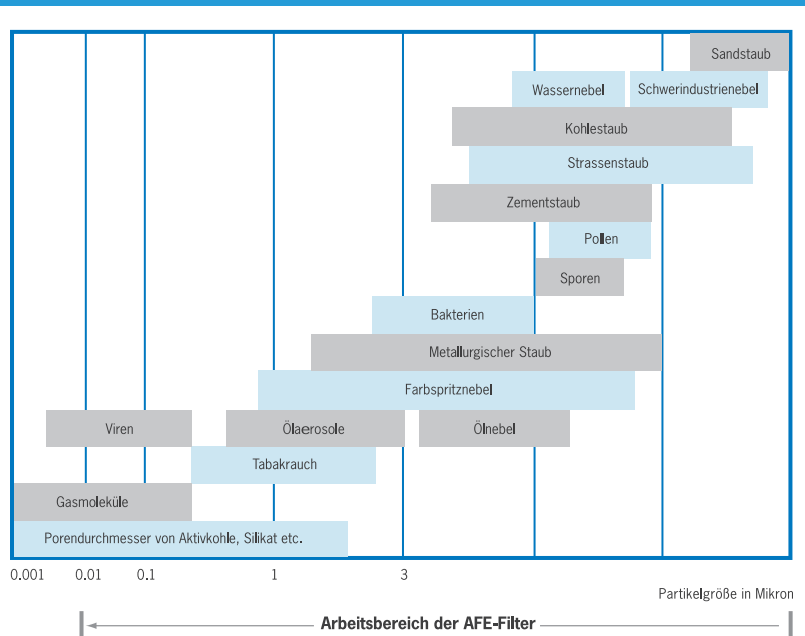 Sandstaub
Wassernebel Schwerindustrienebel
Kohlestaub
Strassenstaub
Zementstaub
Pollen
Sporen
Bakterien
Metallurgischer Staub
Farbspritznebel
Viren Ölaerosole Ölnebel
Tabakrauch
Gasmoleküle
Porendurchmesser von Aktivkohle, Silikat etc.
0.001 0.01 0.1 1 3
Partikelgröße in Mikron
Arbeitsbereich der AFE-Filter